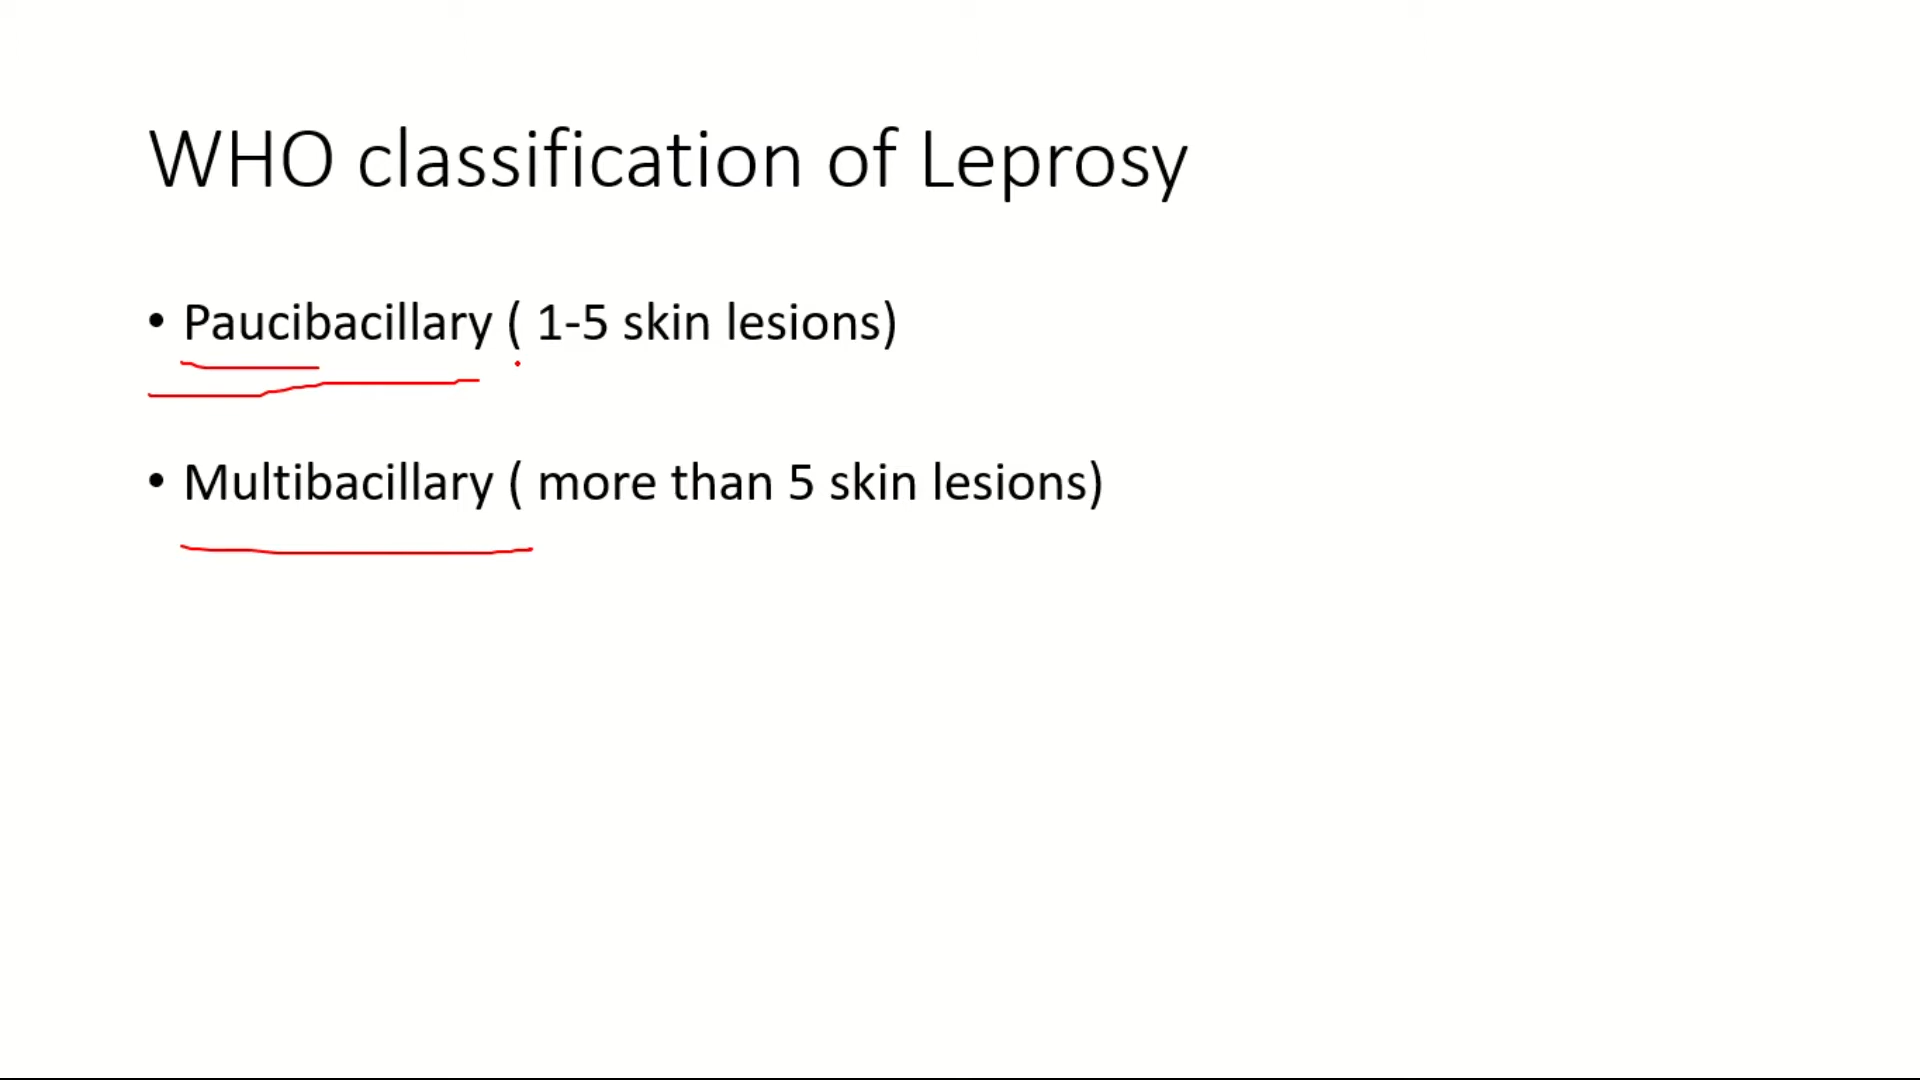 WHO classification of Leprosy
• Paucibacillary ( 1-5 skin lesions)
• Multibacillary ( more than 5 skin lesions)